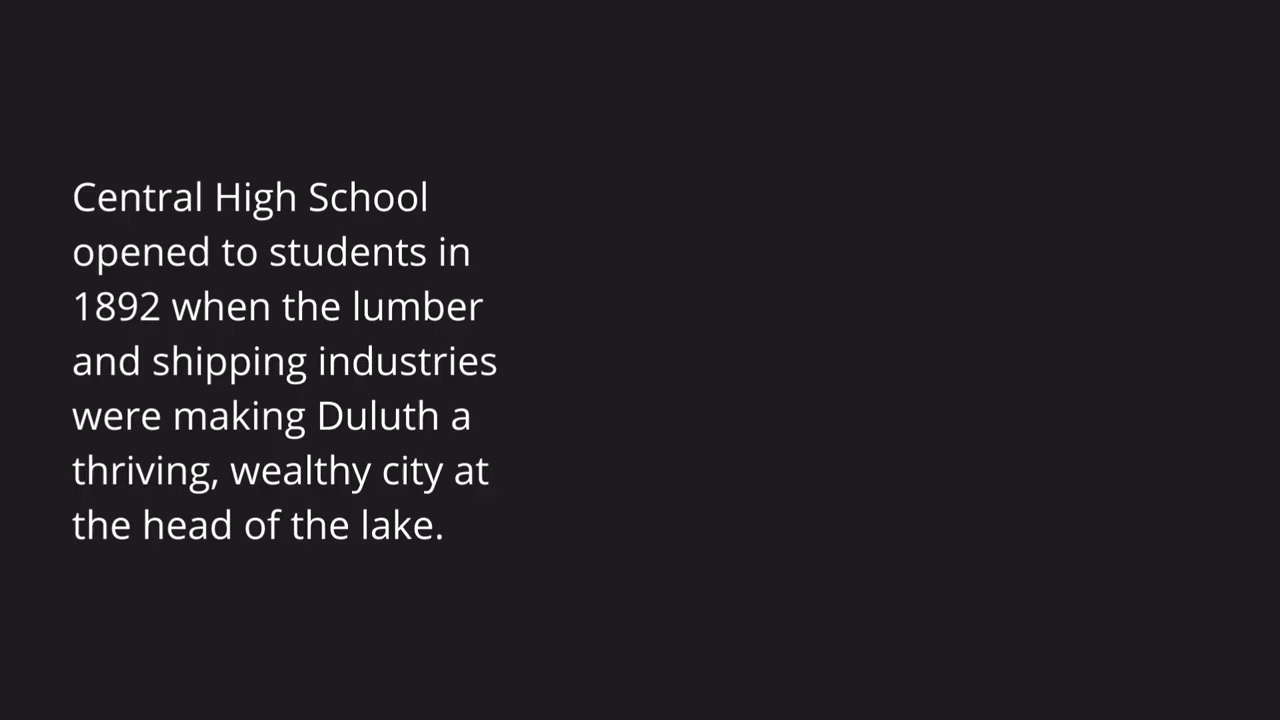 Central High School
opened to students in
1892 when the lumber
and shipping industries
were making Duluth a
thriving, wealthy city at
the head of the lake.